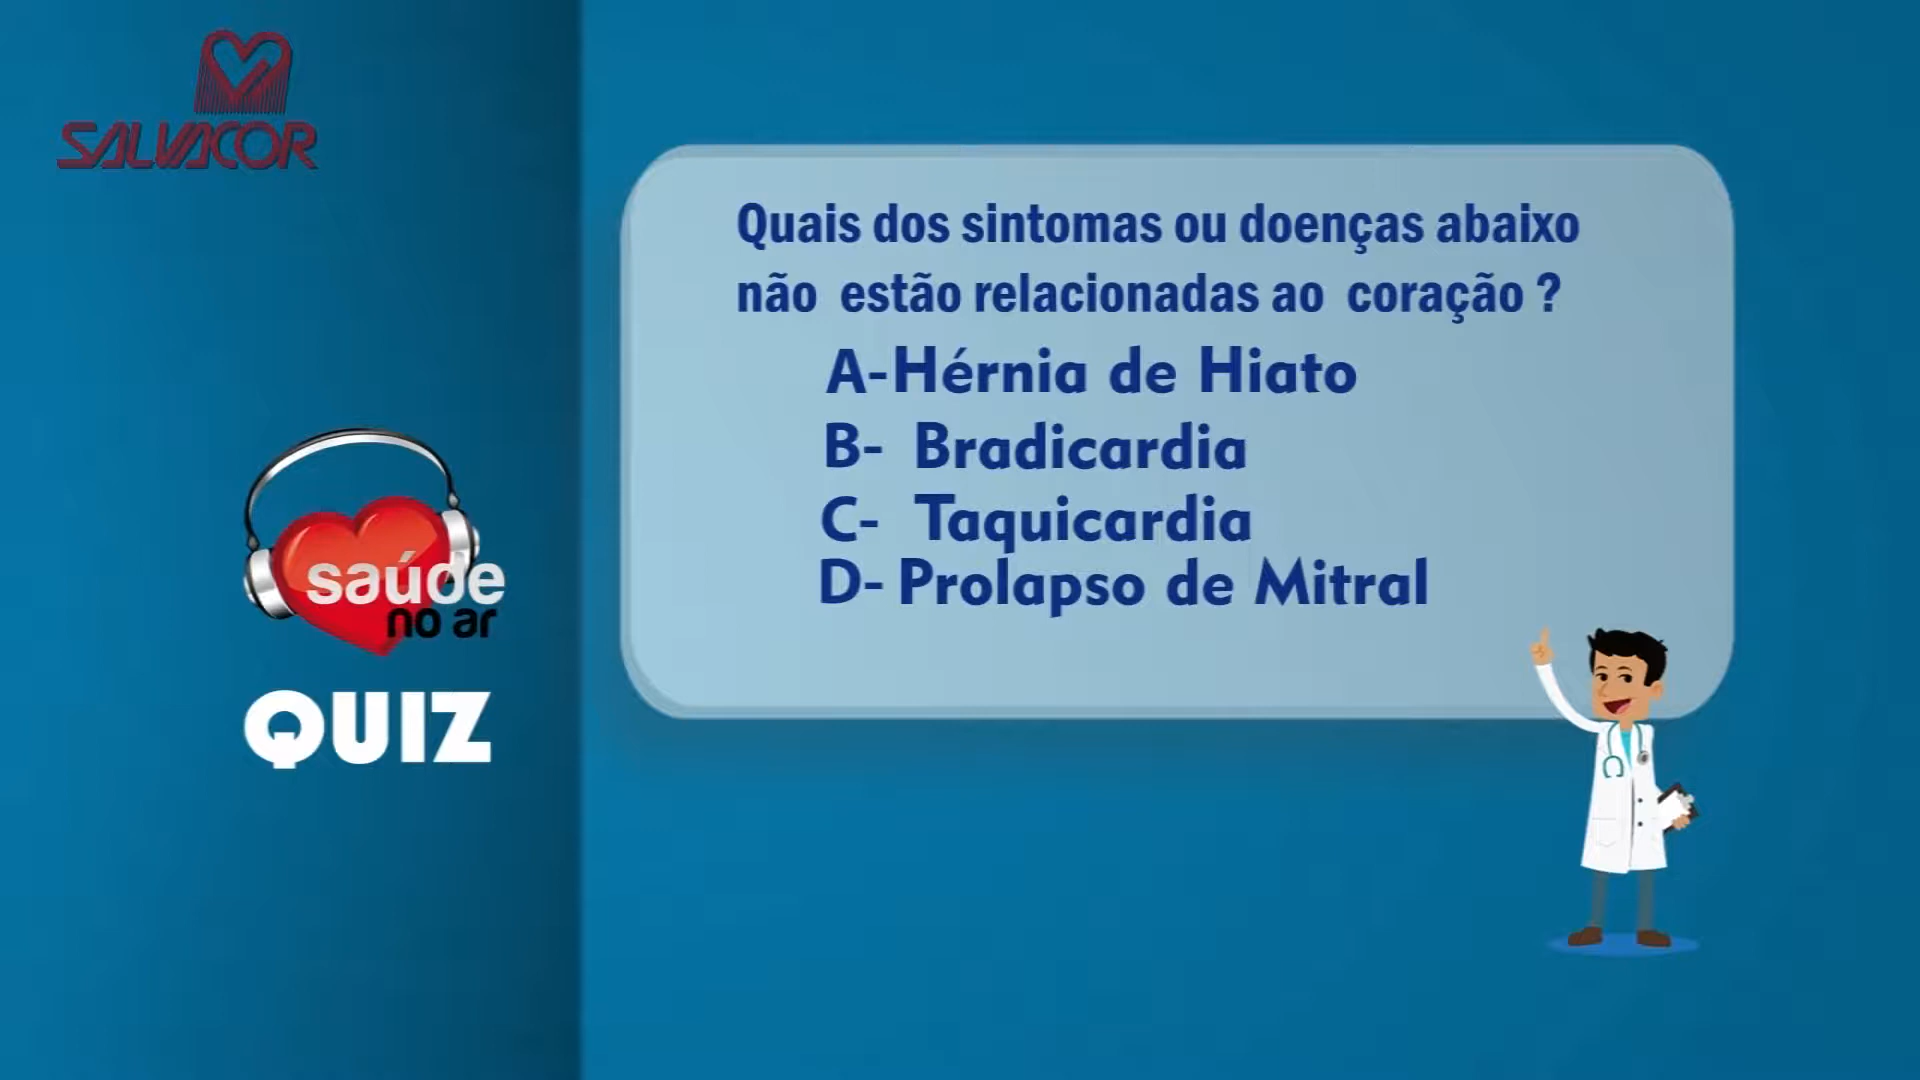 SALVACOR
saúde
no ar
QUIZ
Quais dos sintomas ou doenças abaixo
não estão relacionadas ao coração ?
A-Hérnia de Hiato
B- Bradicardia
C- Taquicardia
D- Prolapso de Mitral